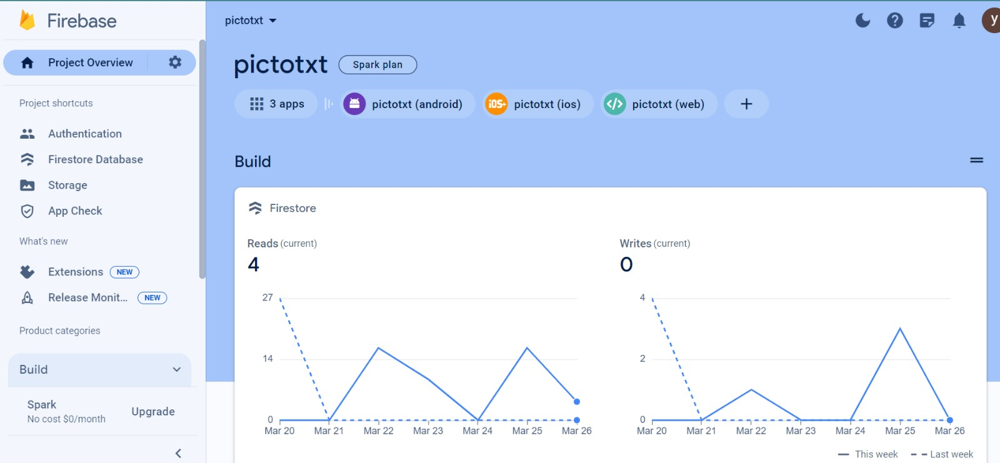 Firebase
Project Overview
Project shortcuts
Authentication
Firestore Database
Storage
App Check
What's new
Extensions NEW
Release Monit... NEW
Product categories
Build
Spark
No cost $0/month
Upgrade
pictotxt
y
pictotxt Spark plan
3 apps pictotxt (android) iOS+ pictotxt (ios) </> pictotxt (web) +
Build
Firestore
Reads (current)
4
27
14
0
Mar 20 Mar 21 Mar 22 Mar 23 Mar 24 Mar 25 Mar 26
Writes (current)
0
4
2
0
Mar 20 Mar 21 Mar 22 Mar 23 Mar 24 Mar 25 Mar 26
This week Last week